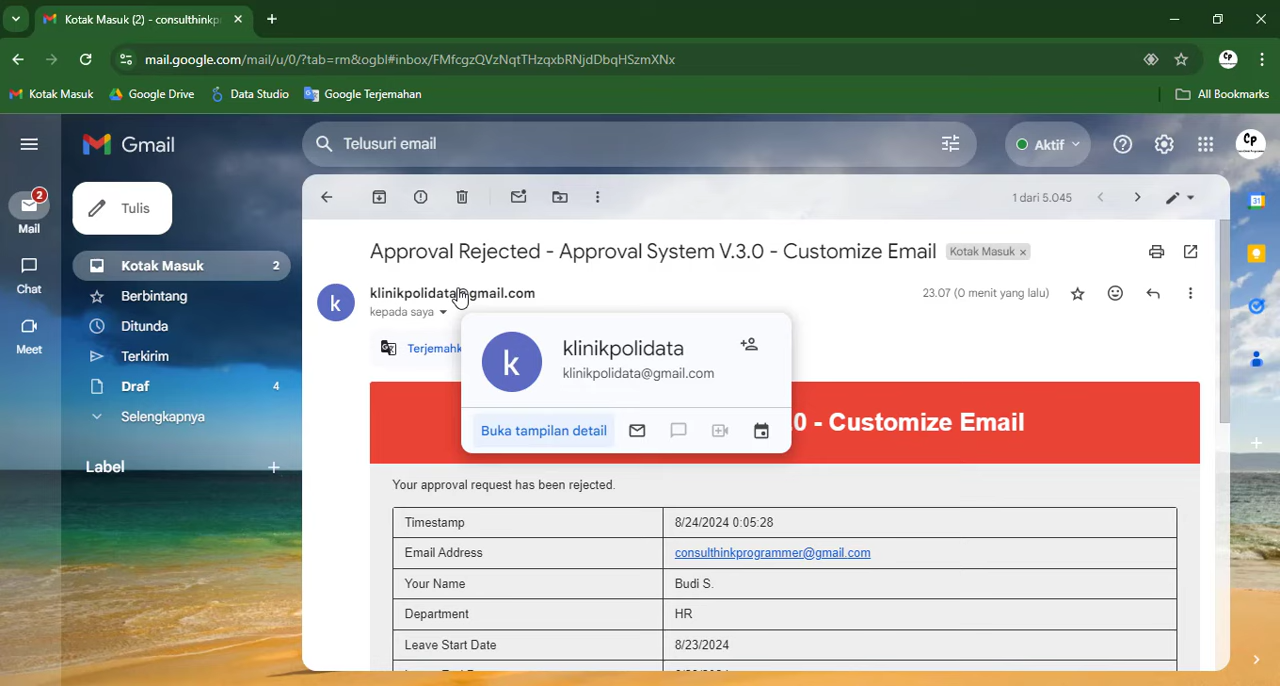 Kotak Masuk (2) - consulthinkp
mail.google.com/mail/u/0/?tab=rm&ogbl#inbox/FMfcgzQVzNqtTHzqxbRNjdDbqHSzmXNx
Kotak Masuk Google Drive Data Studio Google Terjemahan All Bookmarks
Gmail Telusuri email Aktif Cp
2
Mail
Chat
Meet
Tulis
Kotak Masuk 2
Berbintang
Ditunda
Terkirim
Draf 4
Selengkapnya
Label
1 dari 5.045
Approval Rejected - Approval System V.3.0 - Customize Email Kotak Masuk ×
k klinikpolidata@gmail.com 23.07 (0 menit yang lalu)
kepada saya
k klinikpolidata
klinikpolidata@gmail.com
Buka tampilan detail
0 - Customize Email
Your approval request has been rejected.
Timestamp 8/24/2024 0:05:28
Email Address consulthinkprogrammer@gmail.com
Your Name Budi S.
Department HR
Leave Start Date 8/23/2024